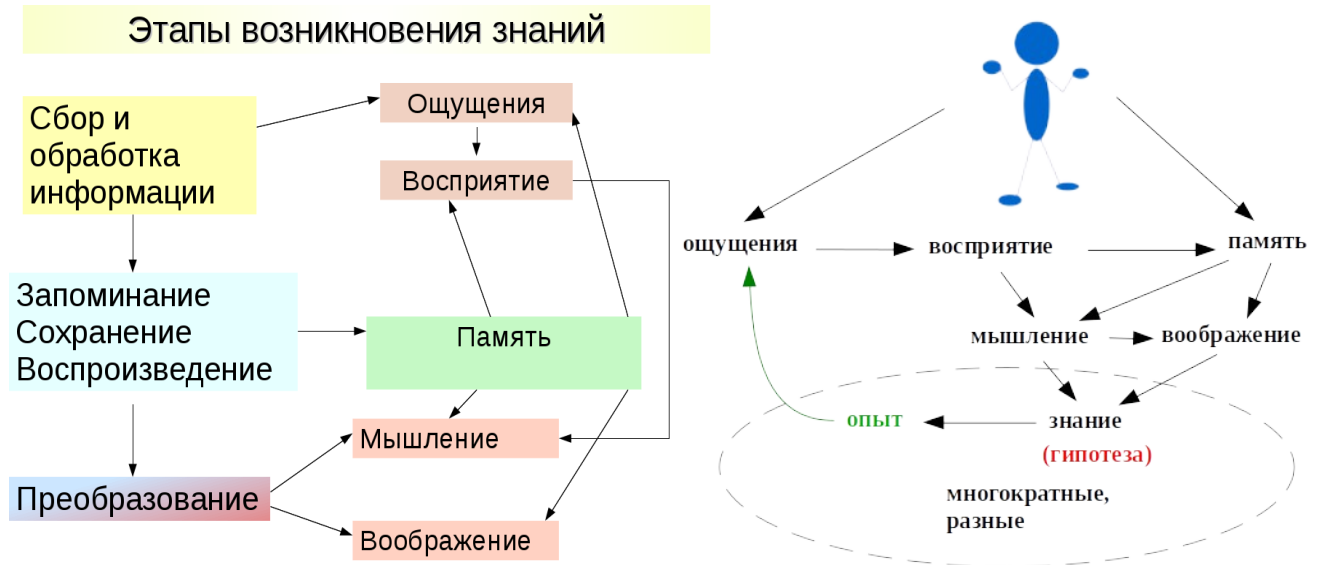 Этапы возникновения знаний
Сбор и
обработка
информации
Ощущения
Восприятие
Запоминание
Сохранение
Воспроизведение
Память
Мышление
Преобразование
Воображение
ощущения
восприятие
память
мышление
воображение
опыт
знание
(гипотеза)
многократные,
разные